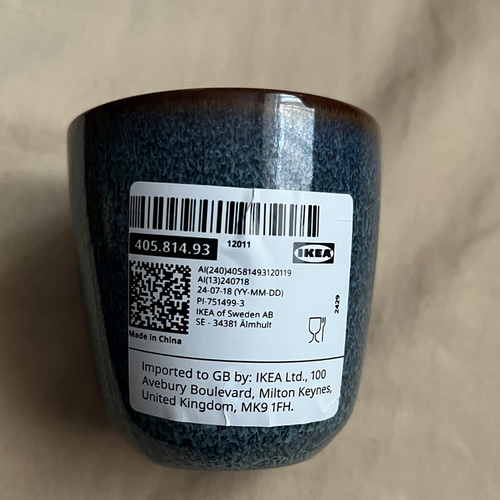 405.814.93
12011
IKEA
AI(240)40581493120119
AI(13)240718
24-07-18 (YY-MM-DD)
PI-751499-3
IKEA of Sweden AB
SE - 34381 Älmhult
2429
Made in China
Imported to GB by: IKEA Ltd., 100
Avebury Boulevard, Milton Keynes,
United Kingdom, MK9 1FH.